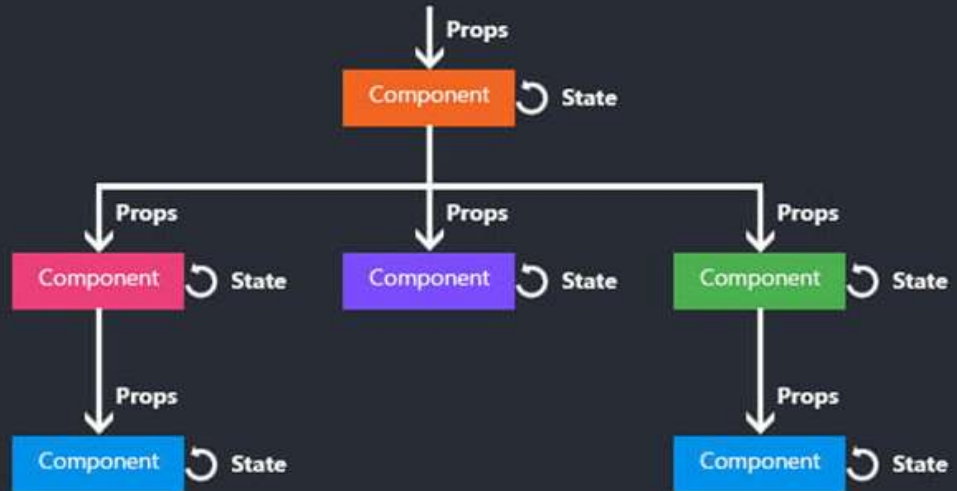 Props
Component State
Props Props Props
Component State Component State Component State
Props Props
Component State Component State